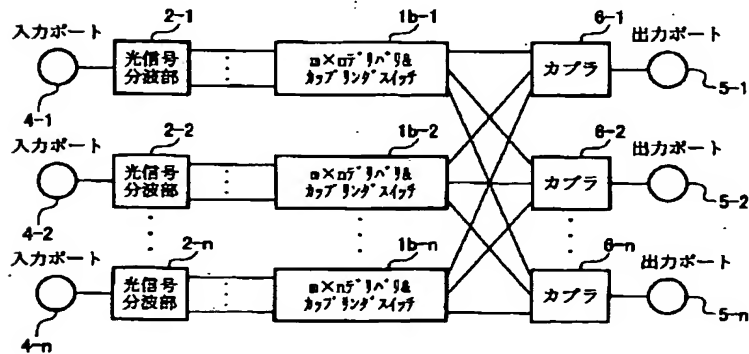 入力ポート
2-1
1b-1
6-1
出力ポート
光信号
分波部
m×nデリバリ&
カップリングスイッチ
カプラ
4-1
5-1
入力ポート
2-2
1b-2
6-2
出力ポート
光信号
分波部
m×nデリバリ&
カップリングスイッチ
カプラ
4-2
5-2
入力ポート
2-n
1b-n
6-n
出力ポート
光信号
分波部
m×nデリバリ&
カップリングスイッチ
カプラ
4-n
5-n